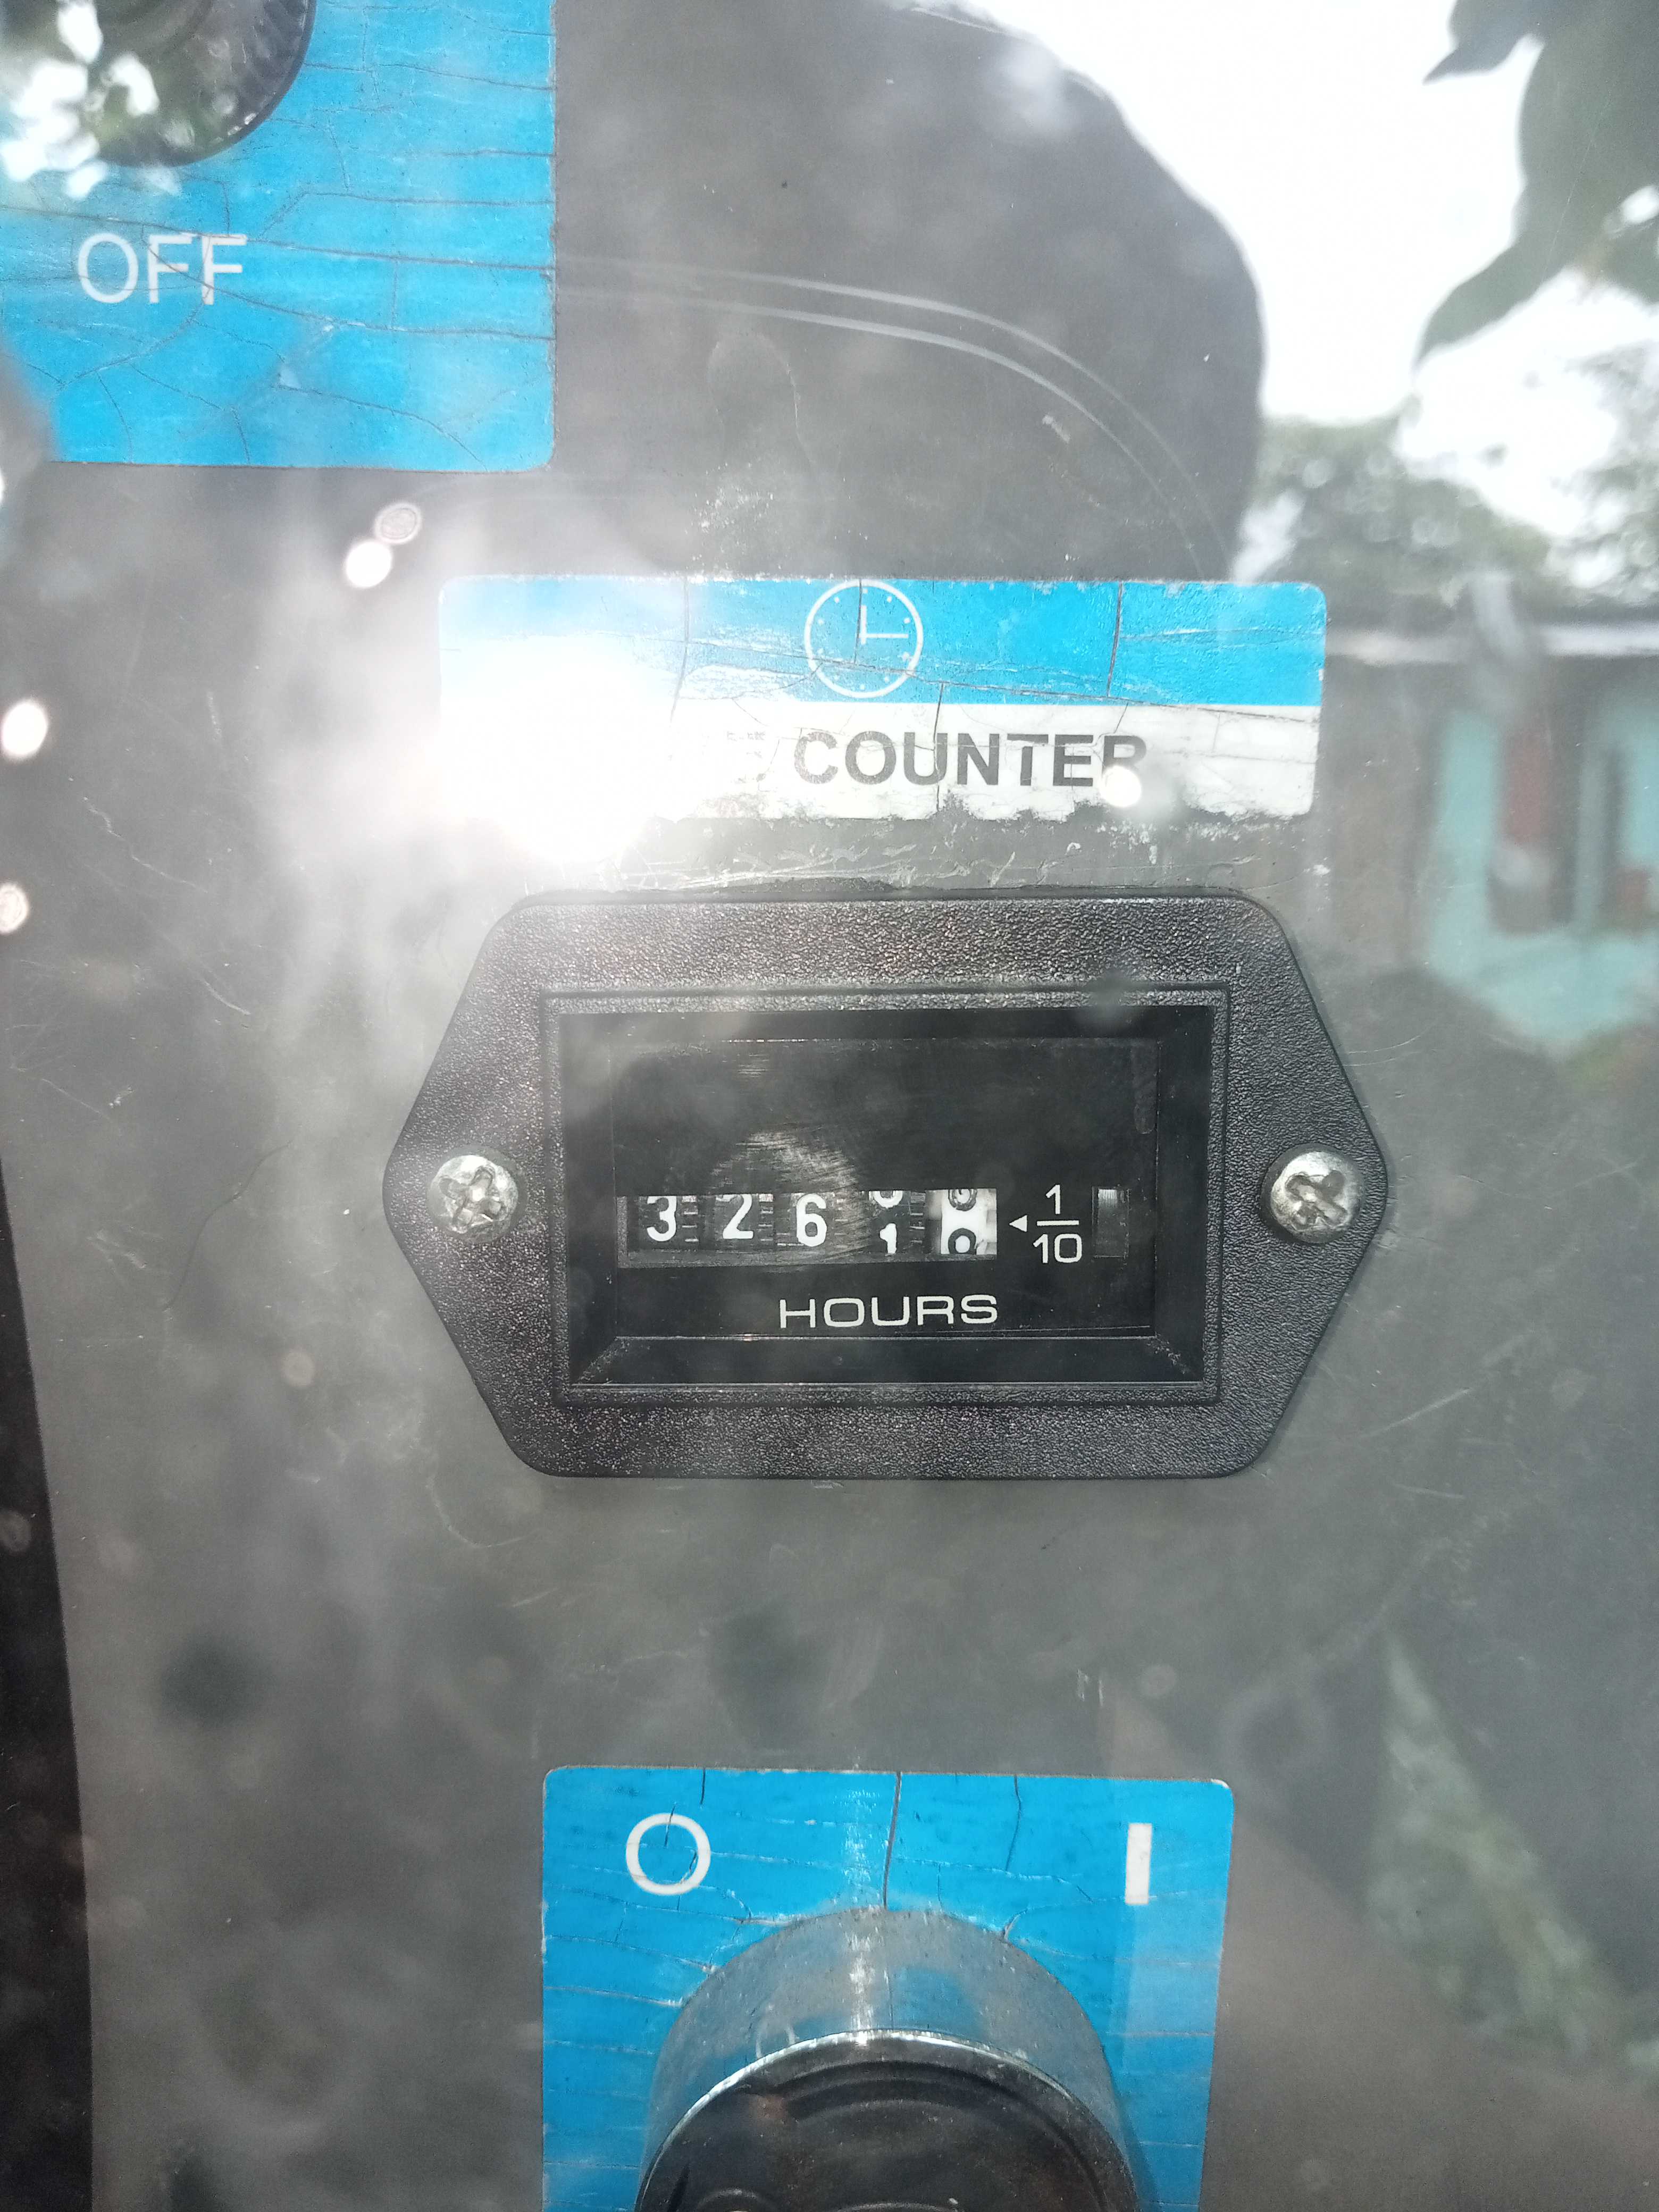 OFF
COUNTER
3 2 6
1/10
HOURS
O I